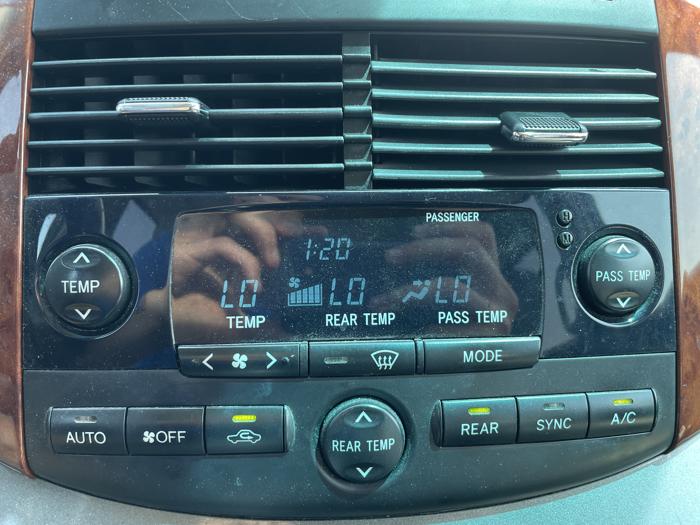 PASSENGER
H
1:20
M
TEMP
LO
LO
LO
PASS TEMP
TEMP
REAR TEMP
PASS TEMP
MODE
AUTO
OFF
REAR TEMP
REAR
SYNC
A/C